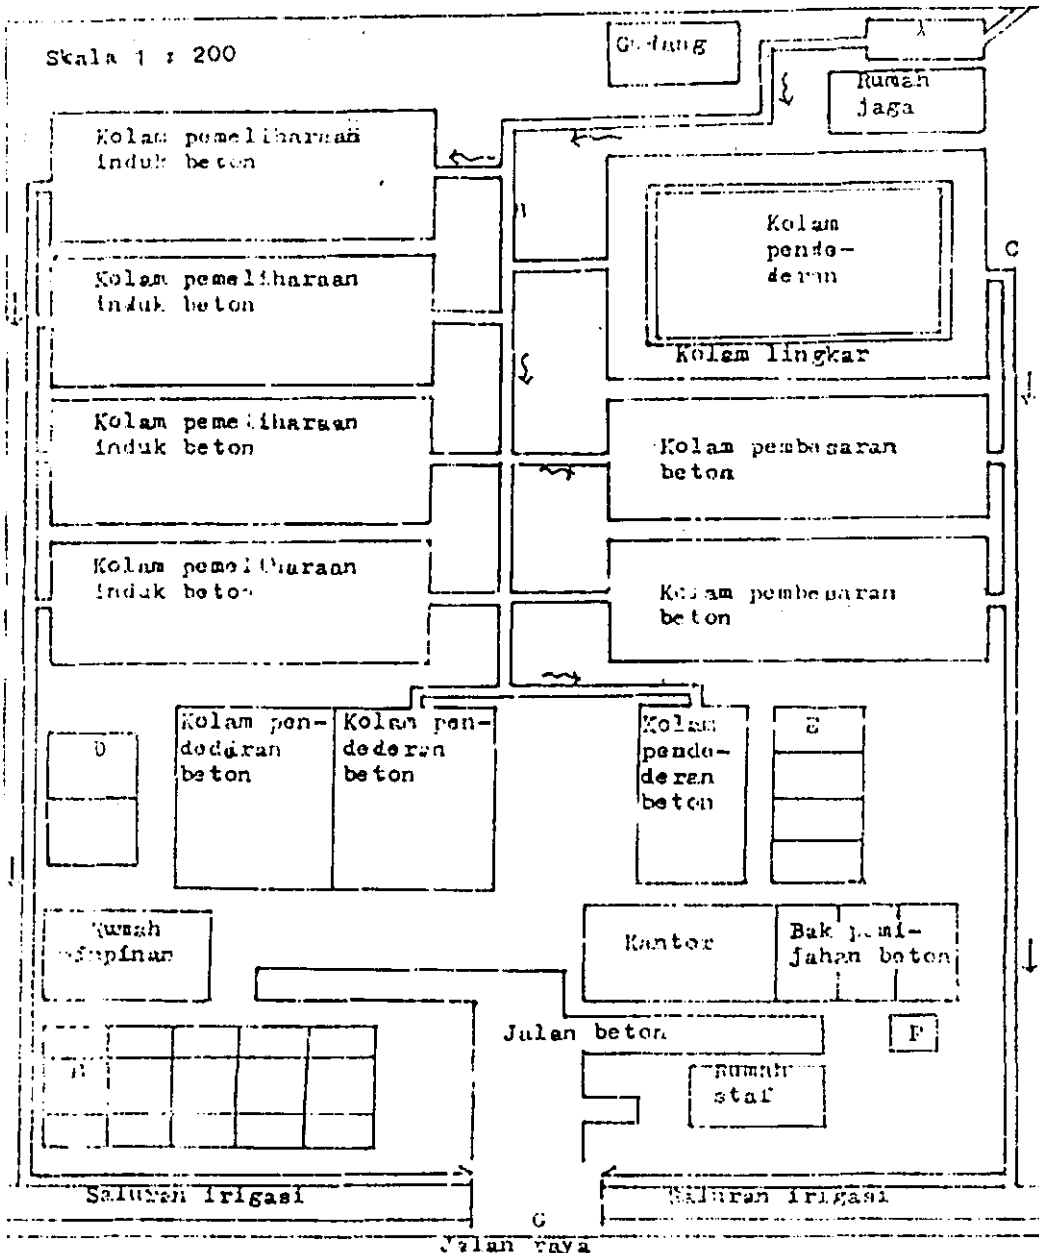 Skala 1 : 200
Gudang
A
Rumah
jaga
Kolam pemeliharaan
induk beton
Kolam
pende-
deran
C
Kolam pemeliharaan
induk beton
Kolam lingkar
Kolam pemeliharaan
induk beton
Kolam pembesaran
beton
Kolam pemeliharaan
induk beton
Kolam pembesaran
beton
Kolam pen-
dederan
beton
Kolam pen-
dederan
beton
Kolam
pende-
deran
beton
E
D
Rumah
pimpinan
Kantor
Bak pemi-
jahan beton
Jalan beton
F
Rumah
staf
Saluran irigasi
Saluran irigasi
G
Jalan raya